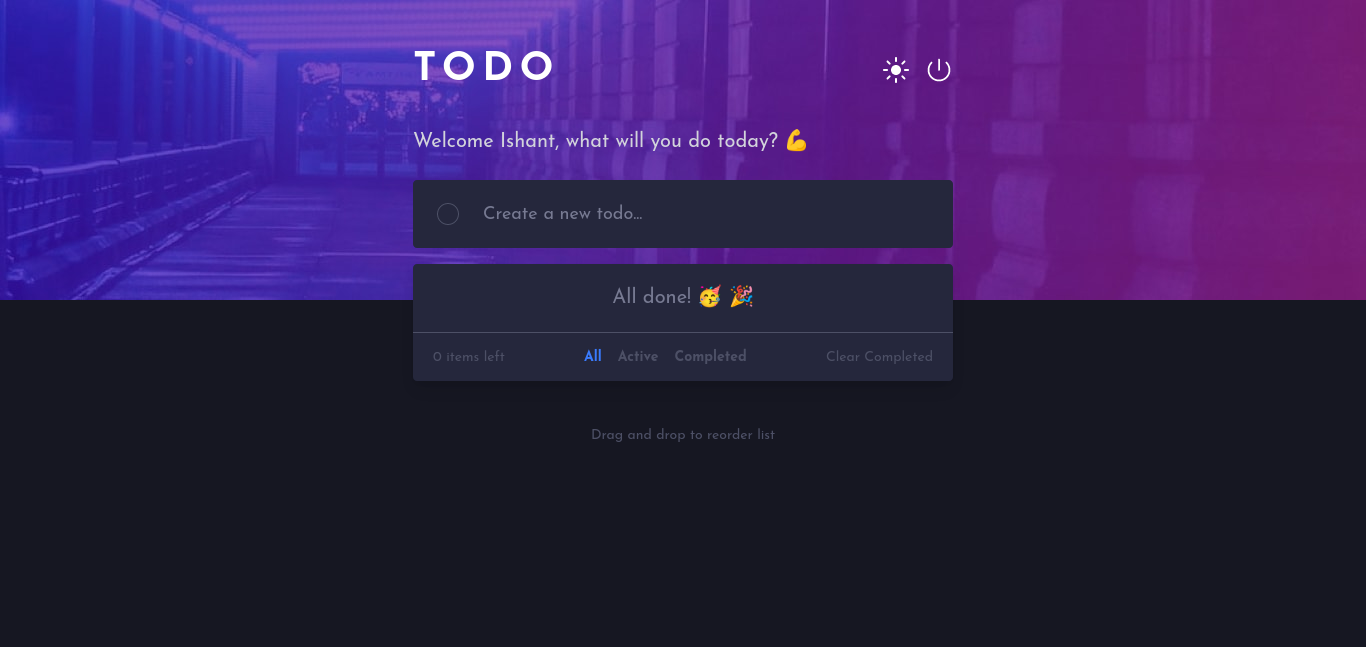 TODO
Welcome Ishant, what will you do today? 💪
Create a new todo...
All done! 🥳 🎉
0 items left All Active Completed Clear Completed
Drag and drop to reorder list